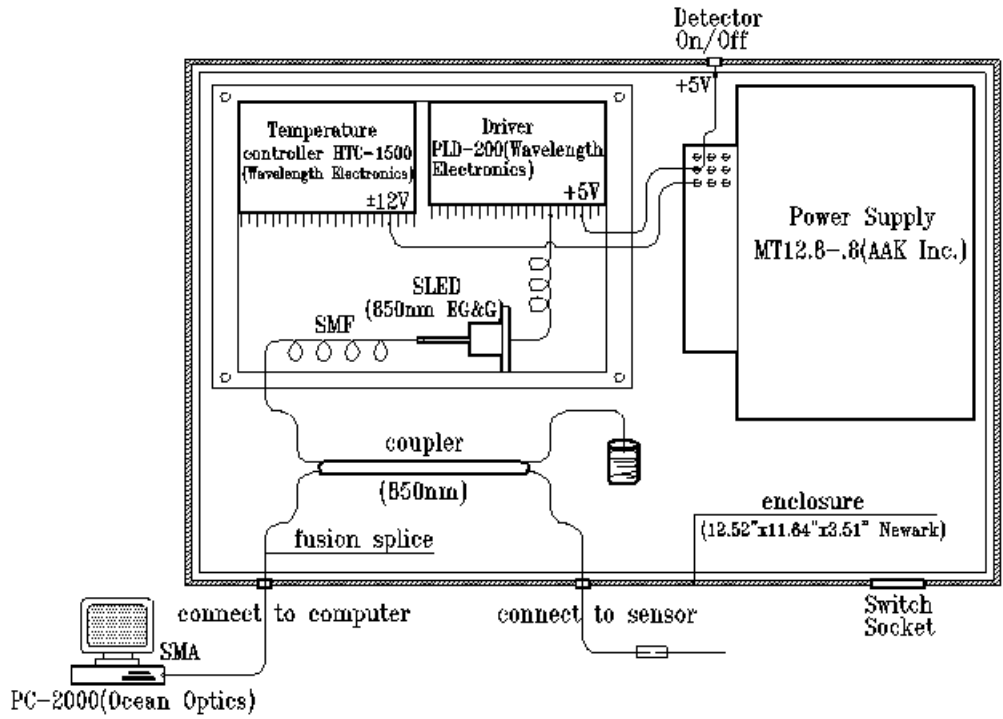 Detector
On/Off
+5V
Temperature
controller HTC-1500
(Wavelength Electronics)
±12V
Driver
PLD-200(Wavelength
Electronics)
+5V
Power Supply
MT12.8-.8(AAK Inc.)
SLED
(850nm EG&G)
SMF
coupler
(850nm)
enclosure
(12.52"x11.64"x3.51" Newark)
fusion splice
connect to computer
connect to sensor
Switch
Socket
SMA
PC-2000(Ocean Optics)